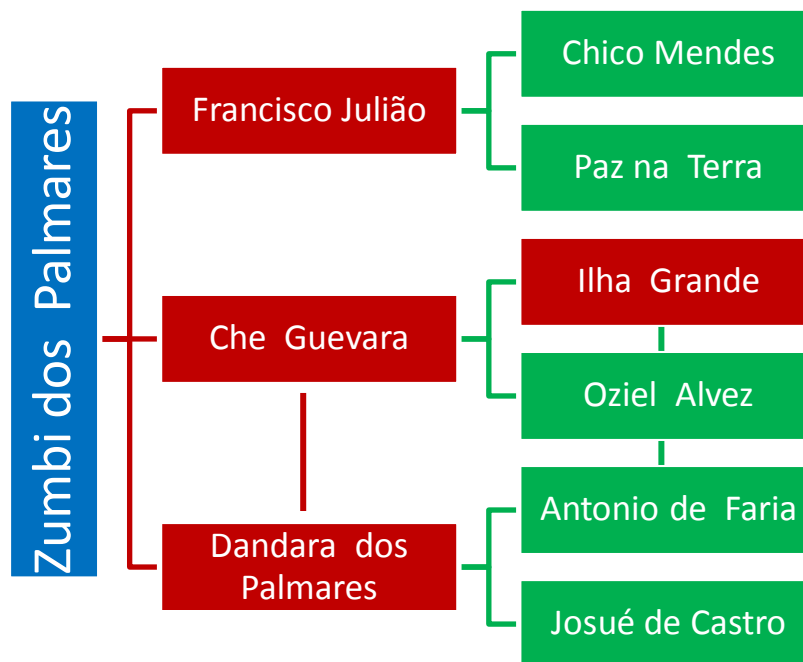 Zumbi dos Palmares
Francisco Julião
Chico Mendes
Paz na Terra
Che Guevara
Ilha Grande
Oziel Alvez
Dandara dos
Palmares
Antonio de Faria
Josué de Castro